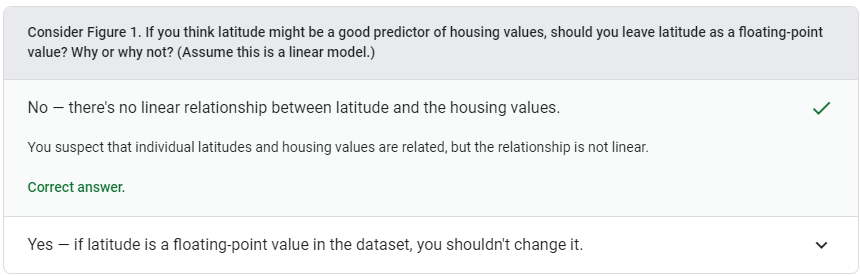 Consider Figure 1. If you think latitude might be a good predictor of housing values, should you leave latitude as a floating-point
value? Why or why not? (Assume this is a linear model.)
No — there's no linear relationship between latitude and the housing values.
You suspect that individual latitudes and housing values are related, but the relationship is not linear.
Correct answer.
Yes — if latitude is a floating-point value in the dataset, you shouldn't change it.